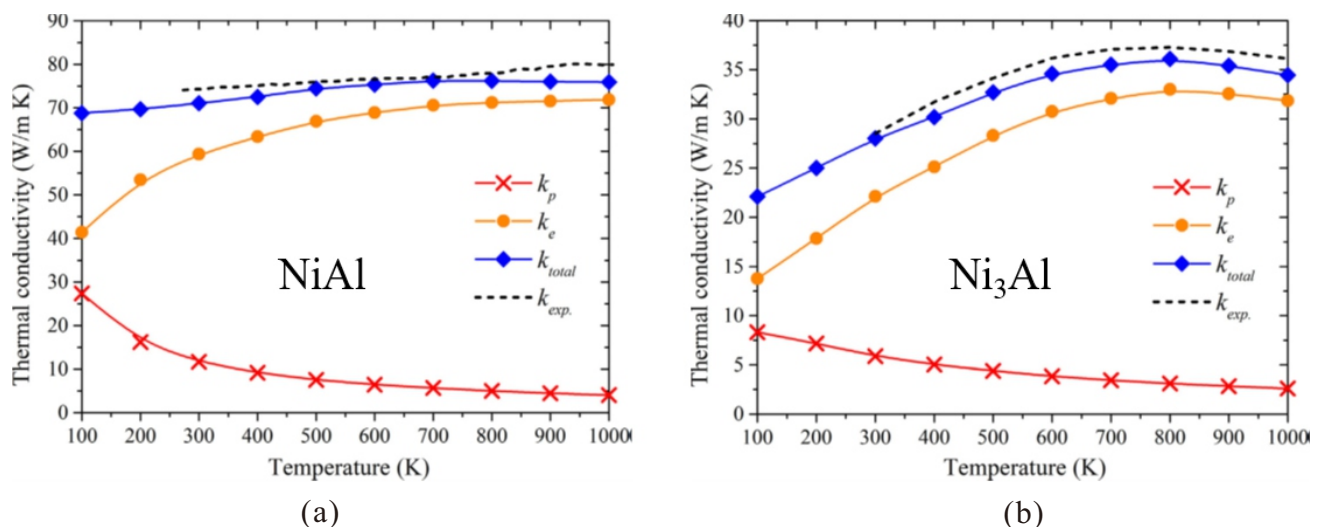 90
80
70
60
50
40
30
20
10
0
Thermal conductivity (W/m K)
k_p
k_e
k_total
k_exp.
NiAl
100 200 300 400 500 600 700 800 900 1000
Temperature (K)
(a)
40
35
30
25
20
15
10
5
0
Thermal conductivity (W/m K)
k_p
k_e
k_total
k_exp.
Ni₃Al
100 200 300 400 500 600 700 800 900 1000
Temperature (K)
(b)